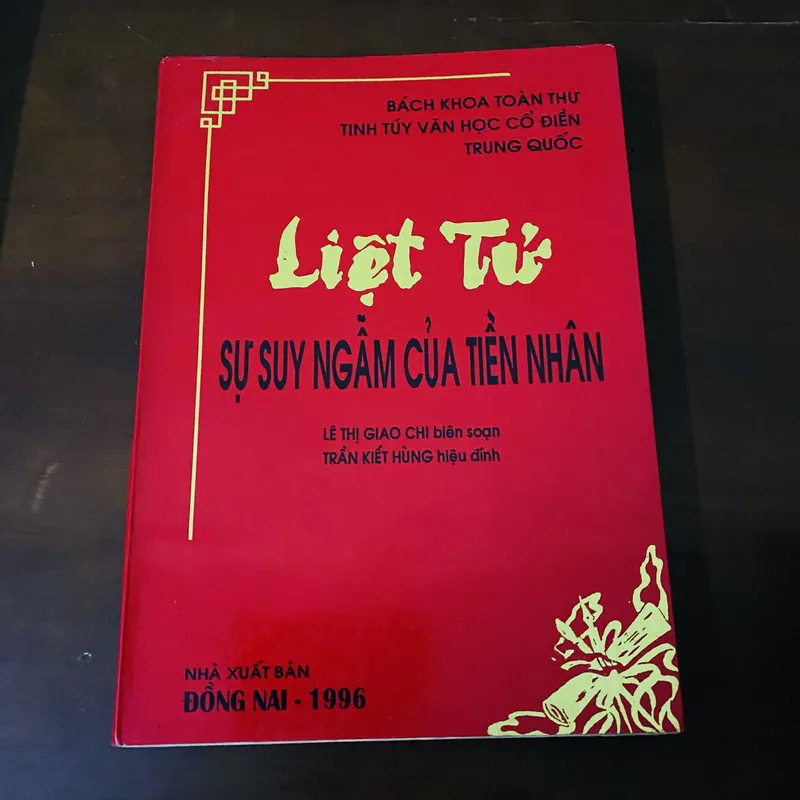 BÁCH KHOA TOÀN THƯ
TINH TÚY VĂN HỌC CỔ ĐIỂN
TRUNG QUỐC
Liệt Tử
SỰ SUY NGẪM CỦA TIỀN NHÂN
LÊ THỊ GIAO CHI biên soạn
TRẦN KIẾT HÙNG hiệu đính
NHÀ XUẤT BẢN
ĐỒNG NAI - 1996